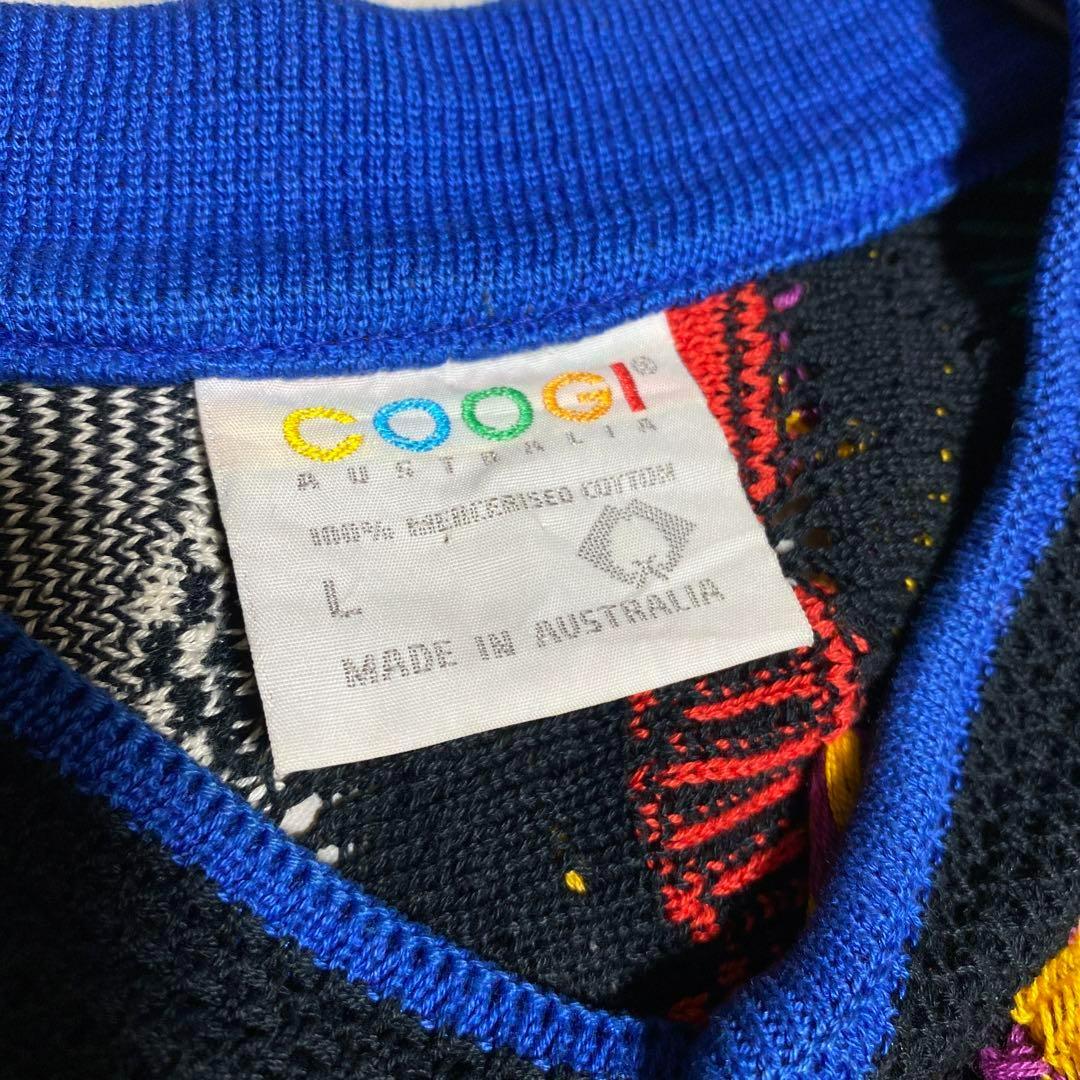 COOGI®
AUSTRALIA
100% MERCERISED COTTON
L
MADE IN AUSTRALIA